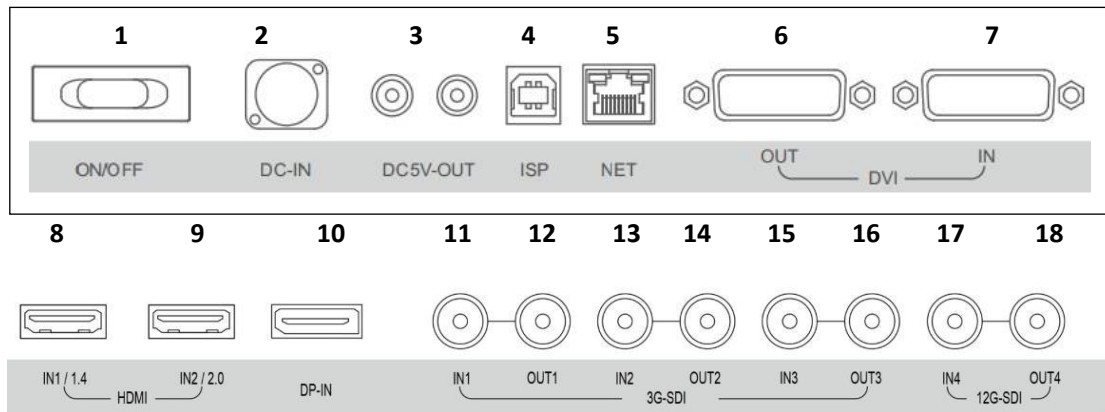 1 2 3 4 5 6 7
OUT IN
ON/OFF DC-IN DC5V-OUT ISP NET DVI
8 9 10 11 12 13 14 15 16 17 18
IN1 / 1.4 IN2 / 2.0 DP-IN IN1 OUT1 IN2 OUT2 IN3 OUT3 IN4 OUT4
HDMI 3G-SDI 12G-SDI